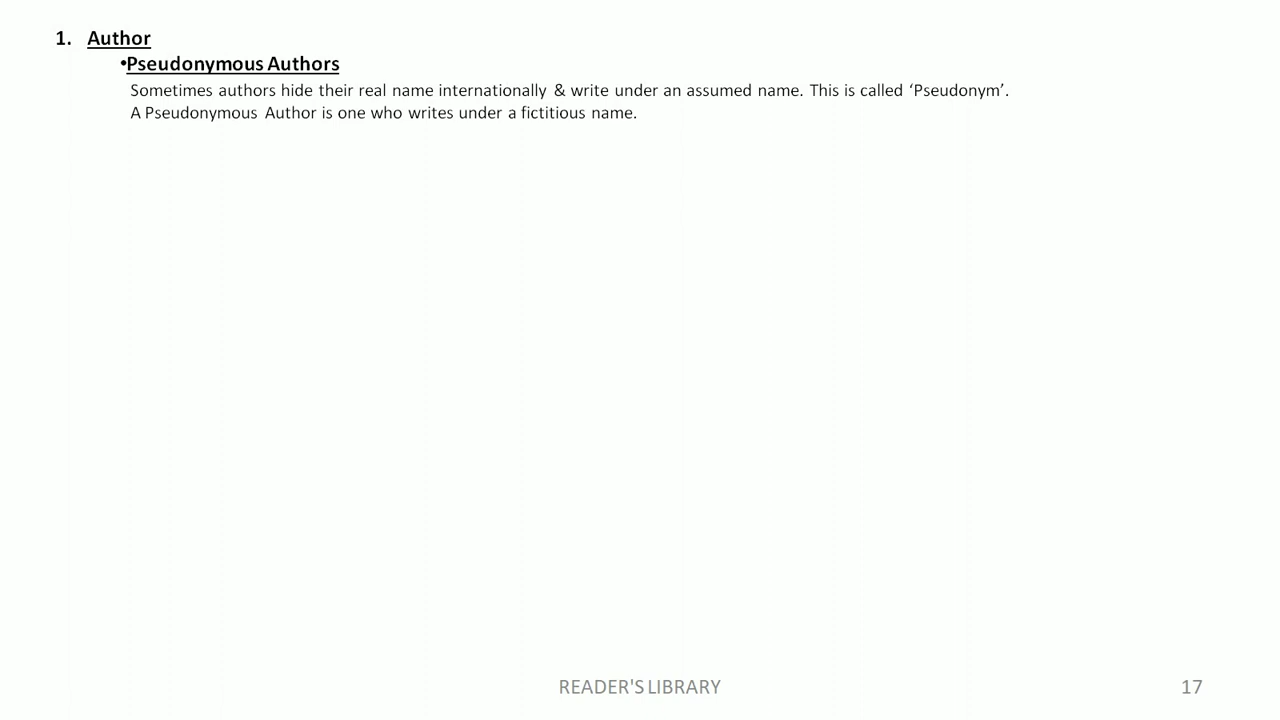 1. Author
•Pseudonymous Authors
Sometimes authors hide their real name internationally & write under an assumed name. This is called ‘Pseudonym’.
A Pseudonymous Author is one who writes under a fictitious name.
READER'S LIBRARY
17